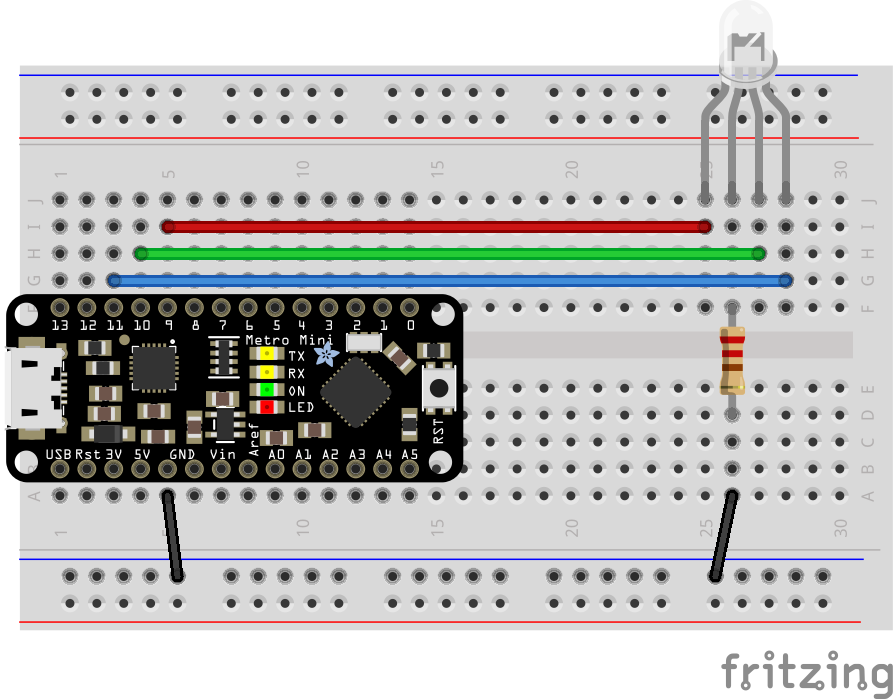 1 5 10 15 20 25 30
J J
I I
H H
G G
F F
13 12 11 10 9 8 7 6 5 4 3 2 1 0
Metro Mini
TX
RX
ON
LED
RST
Aref
USB Rst 3V 5V GND Vin A0 A1 A2 A3 A4 A5
E
D
C
B B
A A
1 5 10 15 20 25 30
fritzing